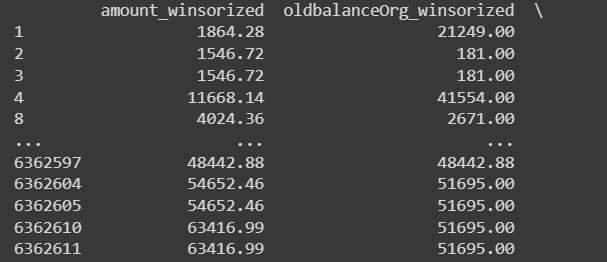 amount_winsorized oldbalanceOrg_winsorized \
1 1864.28 21249.00
2 1546.72 181.00
3 1546.72 181.00
4 11668.14 41554.00
8 4024.36 2671.00
... ... ...
6362597 48442.88 48442.88
6362604 54652.46 51695.00
6362605 54652.46 51695.00
6362610 63416.99 51695.00
6362611 63416.99 51695.00